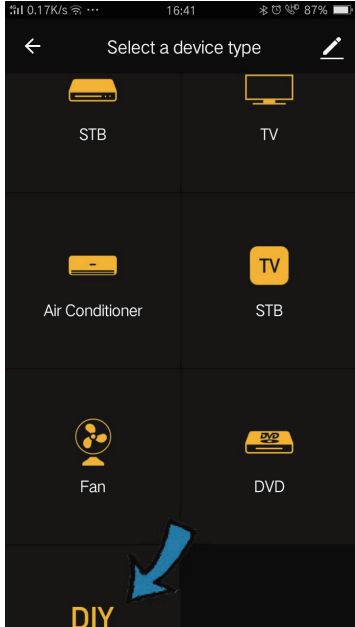 0.17K/s ... 16:41 87%
Select a device type
STB TV
TV
Air Conditioner STB
DVD
Fan DVD
DIY